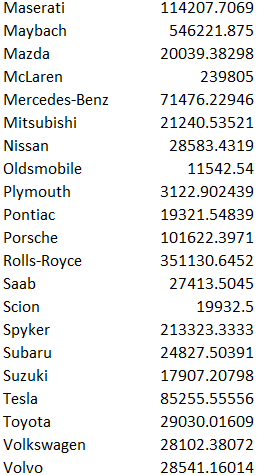 Maserati 114207.7069
Maybach 546221.875
Mazda 20039.38298
McLaren 239805
Mercedes-Benz 71476.22946
Mitsubishi 21240.53521
Nissan 28583.4319
Oldsmobile 11542.54
Plymouth 3122.902439
Pontiac 19321.54839
Porsche 101622.3971
Rolls-Royce 351130.6452
Saab 27413.5045
Scion 19932.5
Spyker 213323.3333
Subaru 24827.50391
Suzuki 17907.20798
Tesla 85255.55556
Toyota 29030.01609
Volkswagen 28102.38072
Volvo 28541.16014